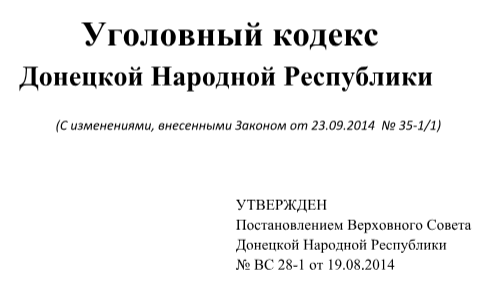 Уголовный кодекс
Донецкой Народной Республики
(С изменениями, внесенными Законом от 23.09.2014 № 35-1/1)
УТВЕРЖДЕН
Постановлением Верховного Совета
Донецкой Народной Республики
№ ВС 28-1 от 19.08.2014